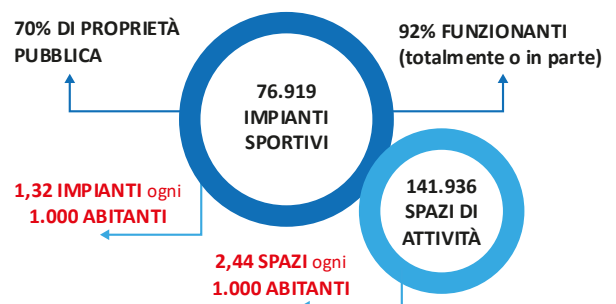 70% DI PROPRIETÀ
PUBBLICA
92% FUNZIONANTI
(totalmente o in parte)
76.919
IMPIANTI
SPORTIVI
1,32 IMPIANTI ogni
1.000 ABITANTI
141.936
SPAZI DI
ATTIVITÀ
2,44 SPAZI ogni
1.000 ABITANTI